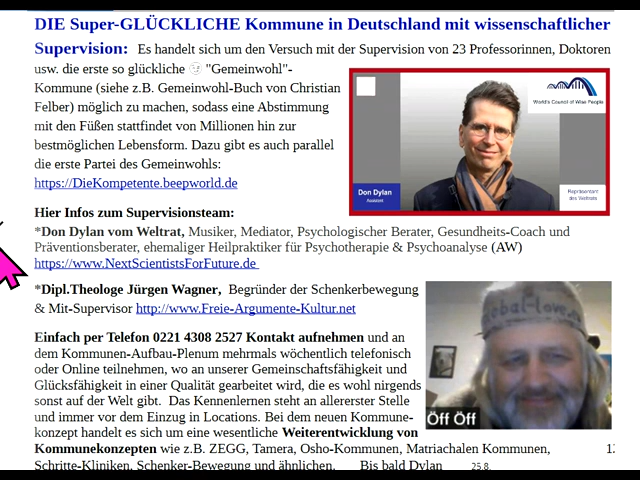 DIE Super-GLÜCKLICHE Kommune in Deutschland mit wissenschaftlicher
Supervision: Es handelt sich um den Versuch mit der Supervision von 23 Professorinnen, Doktoren
usw. die erste so glückliche "Gemeinwohl"-
Kommune (siehe z.B. Gemeinwohl-Buch von Christian
Felber) möglich zu machen, sodass eine Abstimmung
mit den Füßen stattfindet von Millionen hin zur
bestmöglichen Lebensform. Dazu gibt es auch parallel
die erste Partei des Gemeinwohls:
https://DieKompetente.beepworld.de
World's Council of Wise People
Don Dylan
Assistent
Repräsentant
des Weltrats
Hier Infos zum Supervisionsteam:
*Don Dylan vom Weltrat, Musiker, Mediator, Psychologischer Berater, Gesundheits-Coach und
Präventionsberater, ehemaliger Heilpraktiker für Psychotherapie & Psychoanalyse (AW)
https://www.NextScientistsForFuture.de
*Dipl.Theologe Jürgen Wagner, Begründer der Schenkerbewegung
& Mit-Supervisor http://www.Freie-Argumente-Kultur.net
Einfach per Telefon 0221 4308 2527 Kontakt aufnehmen und an
dem Kommunen-Aufbau-Plenum mehrmals wöchentlich telefonisch
oder Online teilnehmen, wo an unserer Gemeinschaftsfähigkeit und
Glücksfähigkeit in einer Qualität gearbeitet wird, die es wohl nirgends
sonst auf der Welt gibt. Das Kennenlernen steht an allererster Stelle
und immer vor dem Einzug in Locations. Bei dem neuen Kommune-
konzept handelt es sich um eine wesentliche Weiterentwicklung von
Kommunekonzepten wie z.B. ZEGG, Tamera, Osho-Kommunen, Matriachalen Kommunen,
Schritte-Kliniken, Schenker-Bewegung und ähnlichen. Bis bald Dylan 25.8.
global-love.eu
Öff Öff